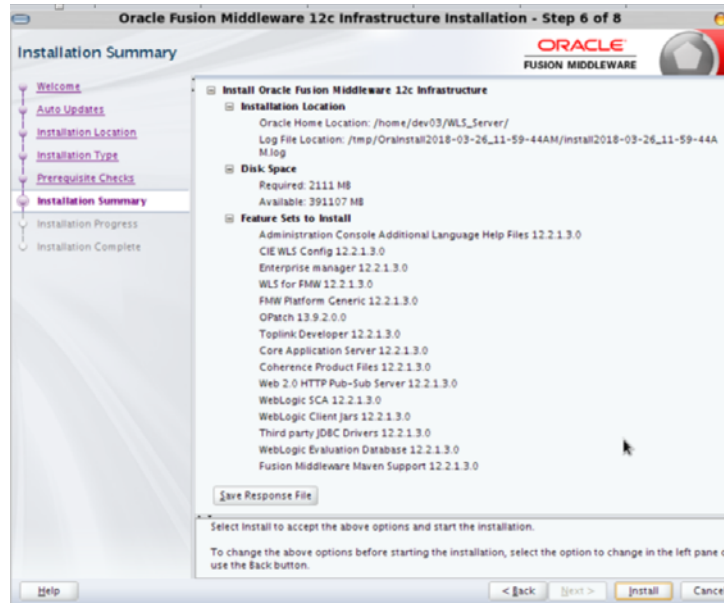 Oracle Fusion Middleware 12c Infrastructure Installation - Step 6 of 8
Installation Summary
ORACLE
FUSION MIDDLEWARE
Welcome
Auto Updates
Installation Location
Installation Type
Prerequisite Checks
Installation Summary
Installation Progress
Installation Complete
Install Oracle Fusion Middleware 12c Infrastructure
Installation Location
Oracle Home Location: /home/dev03/WLS_Server/
Log File Location: /tmp/OraInstall2018-03-26_11-59-44AM/install2018-03-26_11-59-44A
M.log
Disk Space
Required: 2111 MB
Available: 391107 MB
Feature Sets to Install
Administration Console Additional Language Help Files 12.2.1.3.0
CIE WLS Config 12.2.1.3.0
Enterprise manager 12.2.1.3.0
WLS for FMW 12.2.1.3.0
FMW Platform Generic 12.2.1.3.0
OPatch 13.9.2.0.0
Toplink Developer 12.2.1.3.0
Core Application Server 12.2.1.3.0
Coherence Product Files 12.2.1.3.0
Web 2.0 HTTP Pub-Sub Server 12.2.1.3.0
WebLogic SCA 12.2.1.3.0
WebLogic Client Jars 12.2.1.3.0
Third party JDBC Drivers 12.2.1.3.0
WebLogic Evaluation Database 12.2.1.3.0
Fusion Middleware Maven Support 12.2.1.3.0
Save Response File
Select Install to accept the above options and start the installation.
To change the above options before starting the installation, select the option to change in the left pane o
use the Back button.
Help
< Back
Next >
Install
Cance